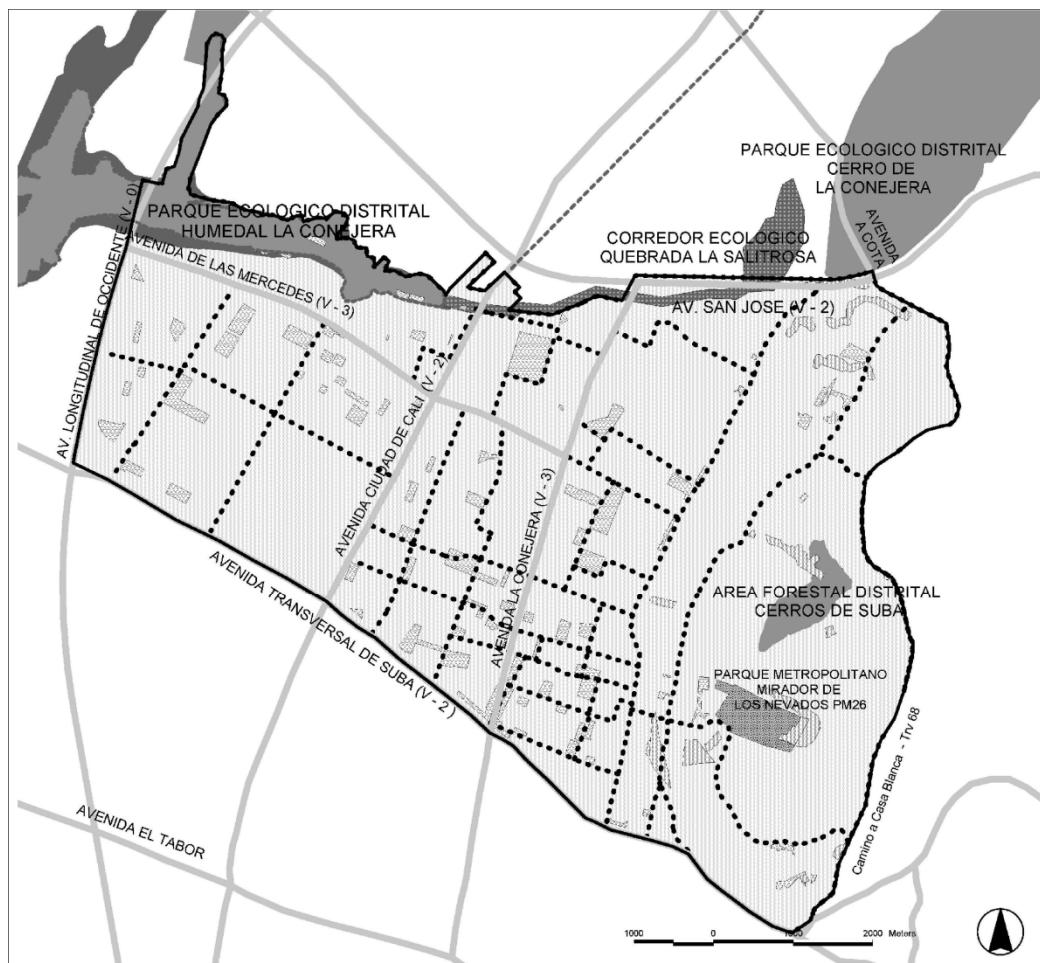 PARQUE ECOLOGICO DISTRITAL
CERRO DE
LA CONEJERA
PARQUE ECOLOGICO DISTRITAL
HUMEDAL LA CONEJERA
AVENIDA
A COTA
CORREDOR ECOLOGICO
QUEBRADA LA SALITROSA
AV. LONGITUDINAL DE OCCIDENTE (V - 0)
AVENIDA DE LAS MERCEDES (V - 3)
AV. SAN JOSE (V - 2)
AVENIDA CIUDAD DE CALI (V - 2)
AVENIDA LA CONEJERA (V - 3)
AVENIDA TRANSVERSAL DE SUBA (V - 2)
AREA FORESTAL DISTRITAL
CERROS DE SUBA
PARQUE METROPOLITANO
MIRADOR DE
LOS NEVADOS PM26
Camino a Casa Blanca - Trv 68
AVENIDA EL TABOR
1000 0 1000 2000 Meters